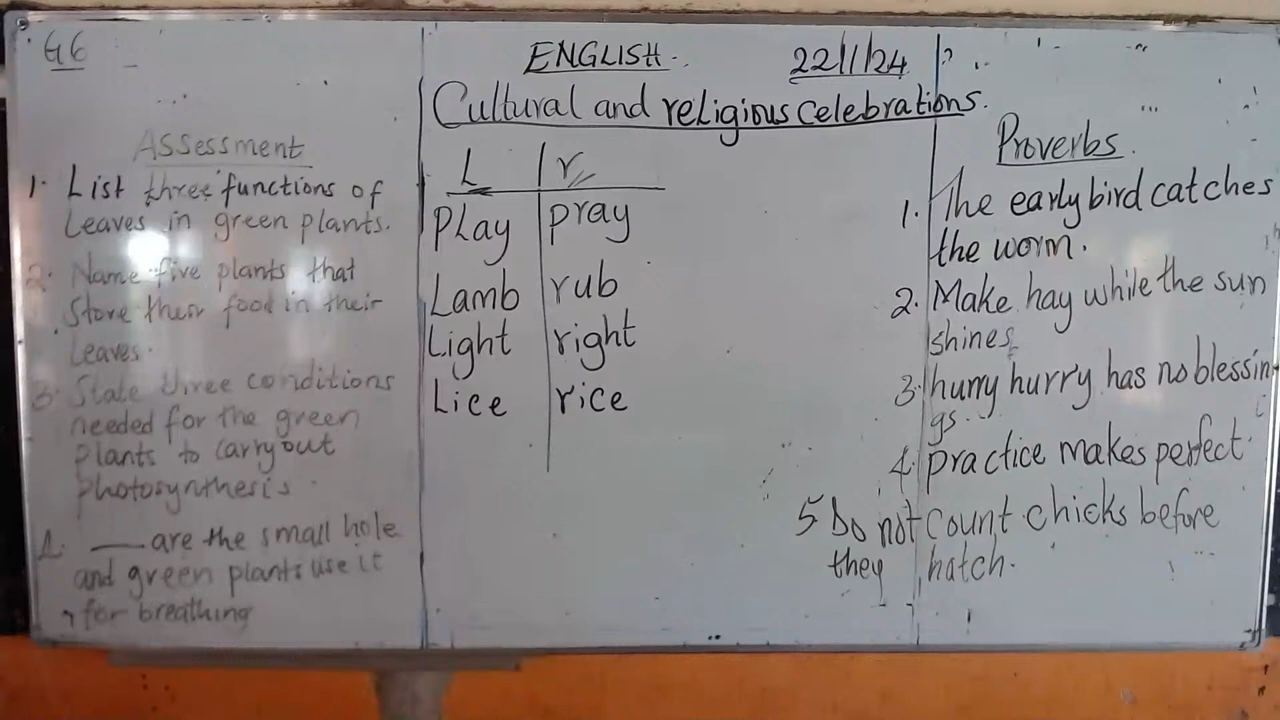 G6
Assessment
1. List three functions of
Leaves in green plants.
2. Name five plants that
Store their food in their
Leaves.
3. State three conditions
needed for the green
plants to carry out
photosynthesis.
4. ___ are the small hole
and green plants use it
for breathing
ENGLISH. 22/1/24
Cultural and religious celebrations.
L r
Play pray
Lamb rub
Light right
Lice rice
Proverbs.
1. The early bird catches
the worm.
2. Make hay while the sun
shines
3. hurry hurry has no blessin
gs.
4. practice makes perfect.
5 Do not count chicks before
they hatch.